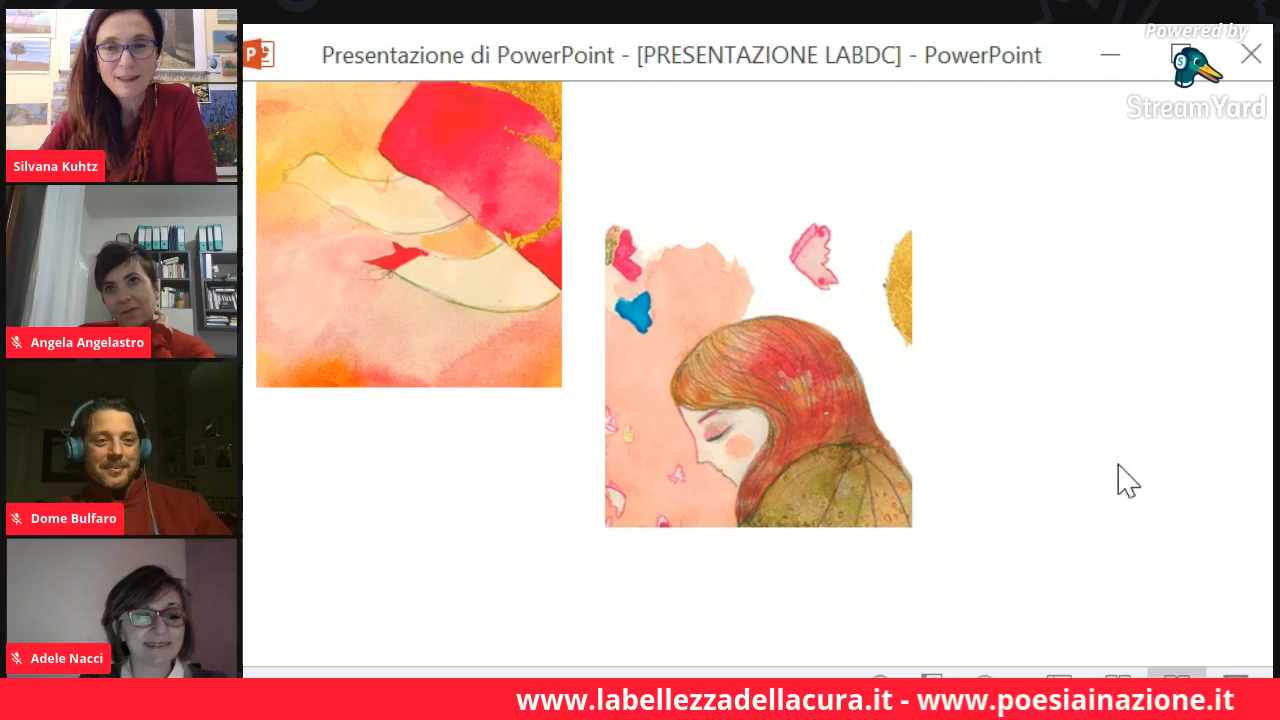 Presentazione di PowerPoint - [PRESENTAZIONE LABDC] - PowerPoint
Powered by
StreamYard
Silvana Kuhtz
Angela Angelastro
Dome Bulfaro
Adele Nacci
www.labellezzadellacura.it - www.poesiainazione.it